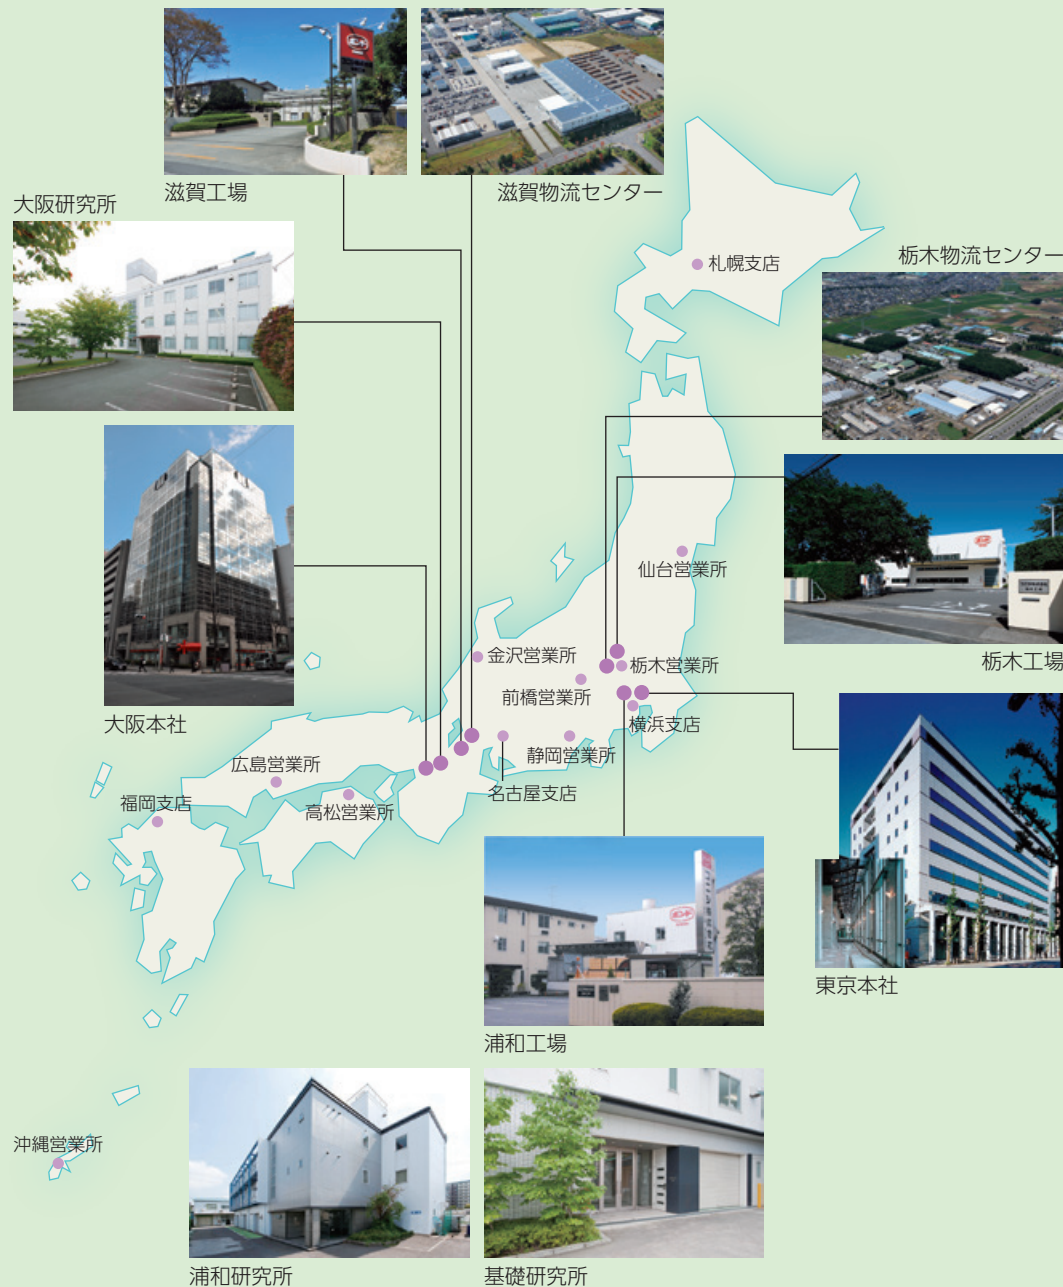 滋賀工場
滋賀物流センター
大阪研究所
札幌支店
栃木物流センター
仙台営業所
金沢営業所
栃木営業所
栃木工場
前橋営業所
横浜支店
大阪本社
静岡営業所
広島営業所
名古屋支店
福岡支店
高松営業所
ボンド
東京本社
浦和工場
沖縄営業所
浦和研究所
基礎研究所